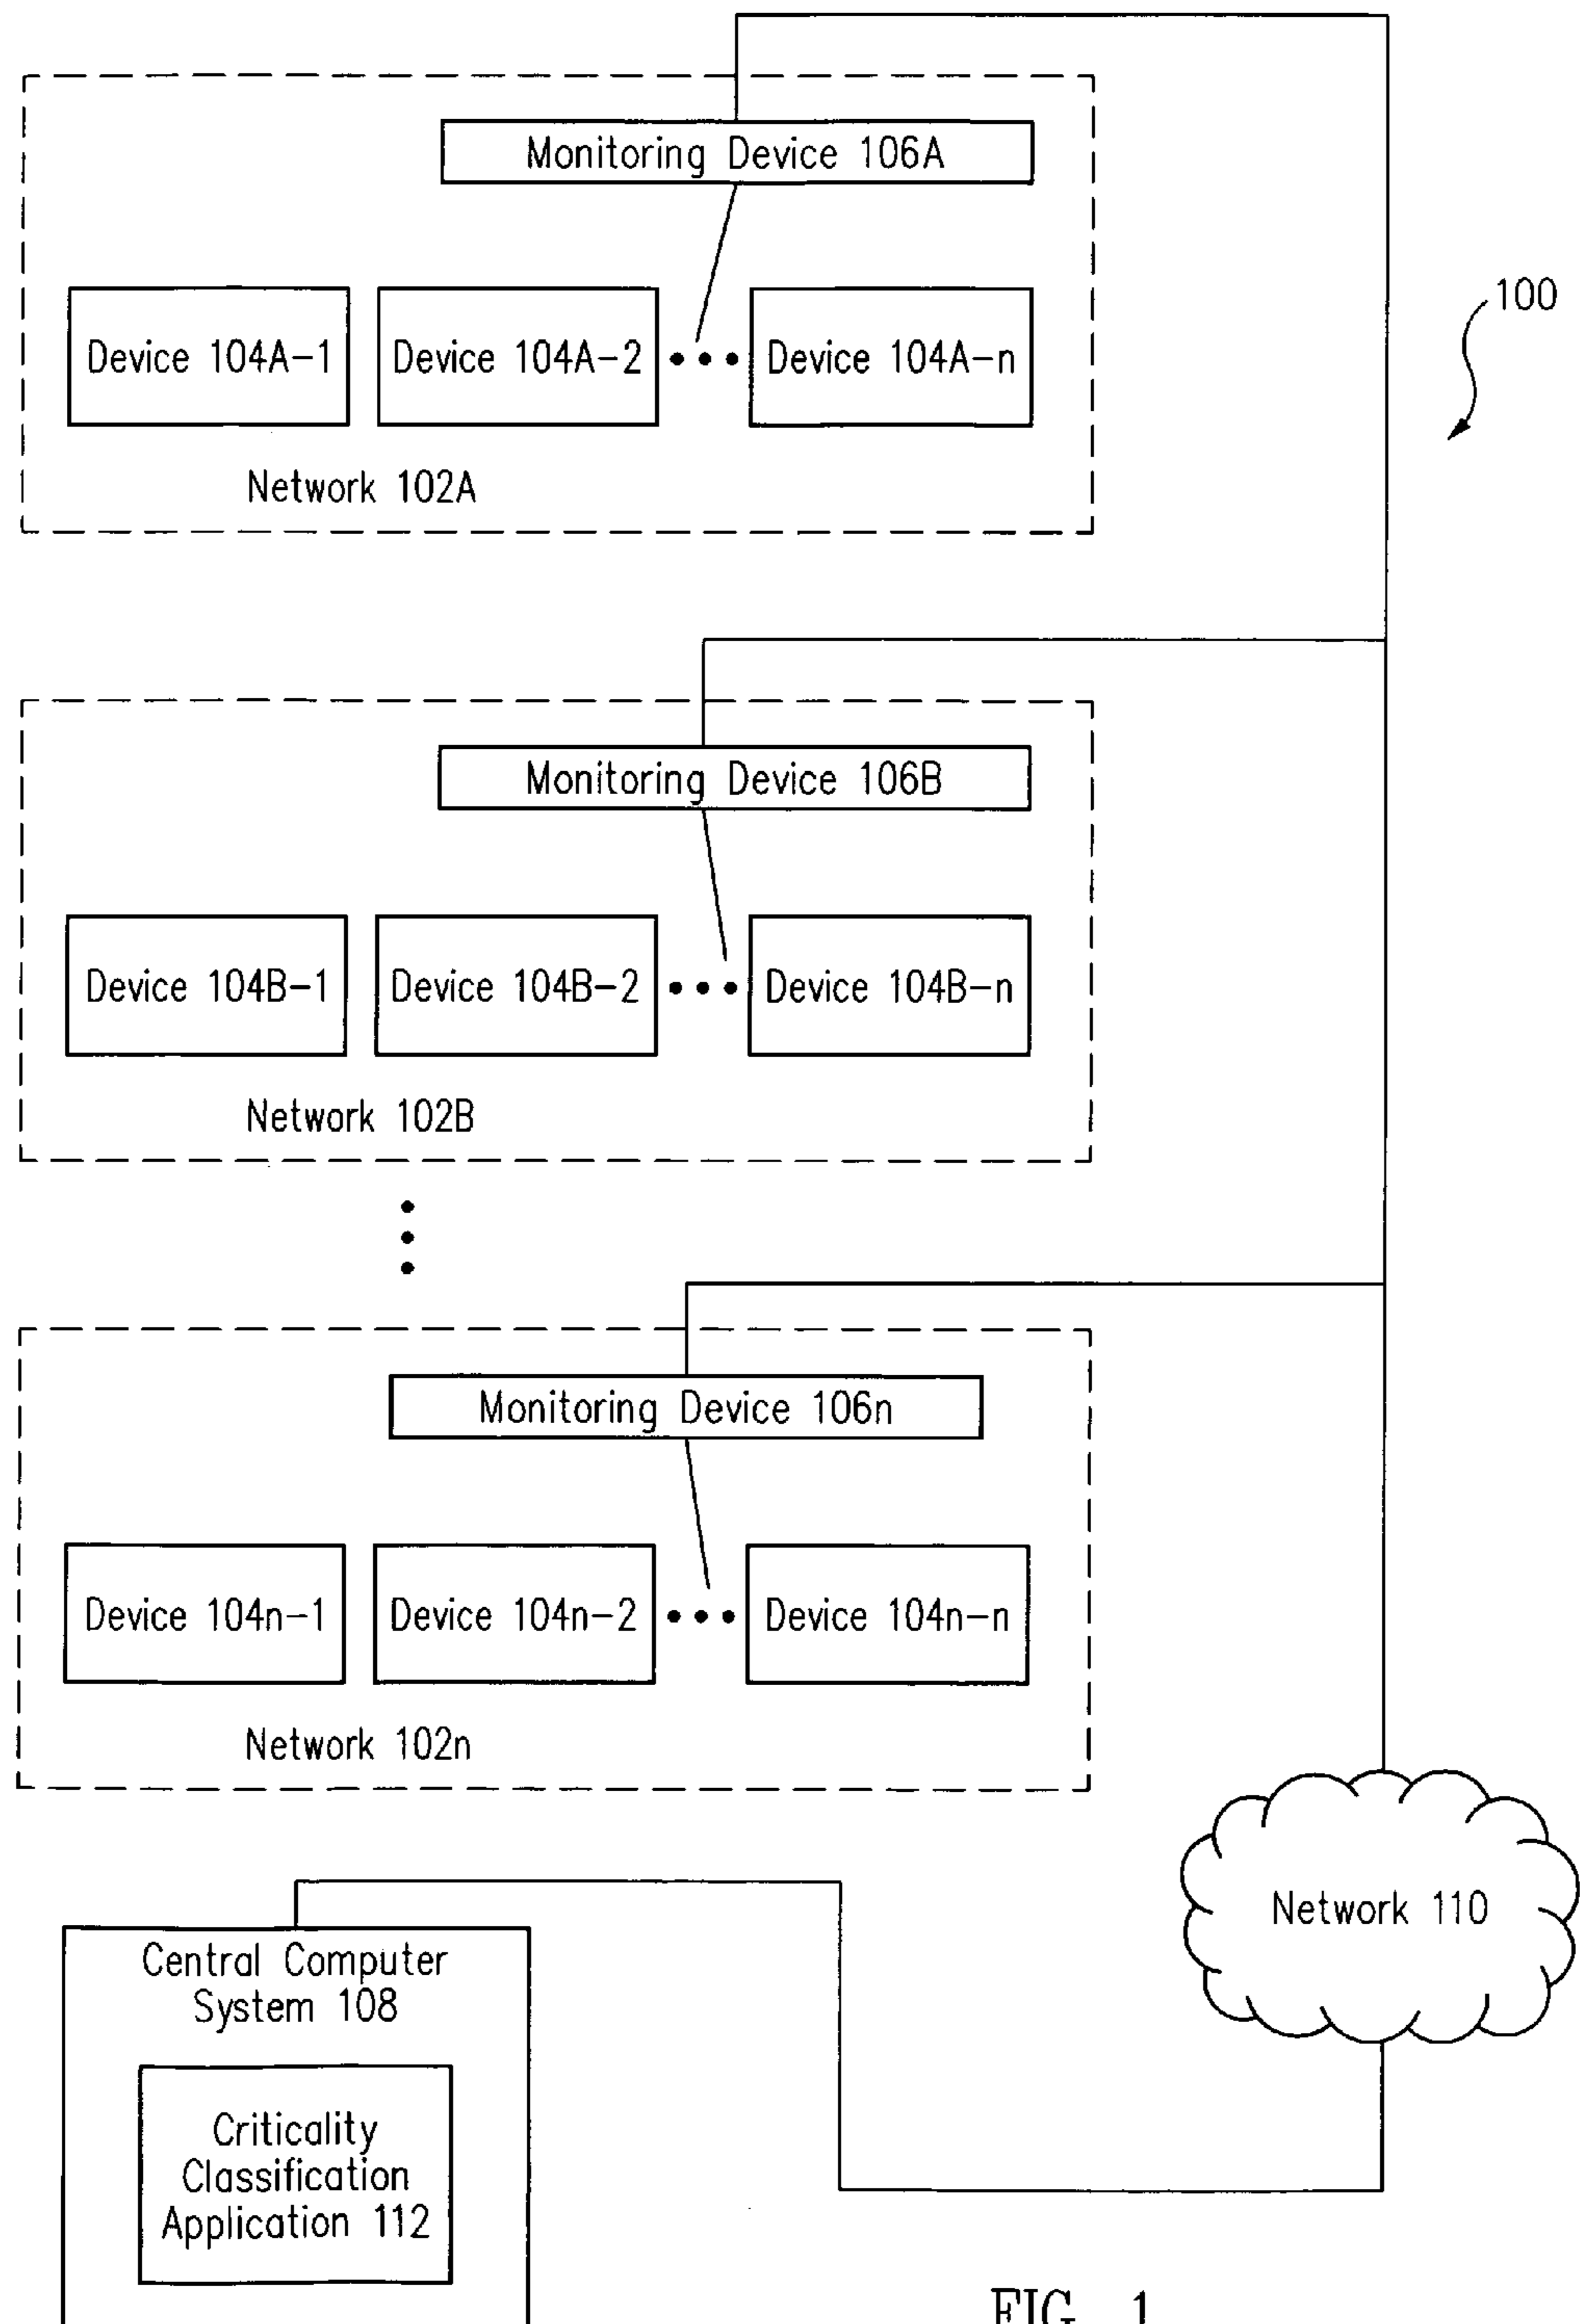 Monitoring Device 106A
100
Device 104A-1
Device 104A-2
Device 104A-n
Network 102A
Monitoring Device 106B
Device 104B-1
Device 104B-2
Device 104B-n
Network 102B
Monitoring Device 106n
Device 104n-1
Device 104n-2
Device 104n-n
Network 102n
Network 110
Central Computer
System 108
Criticality
Classification
Application 112
FIG. 1